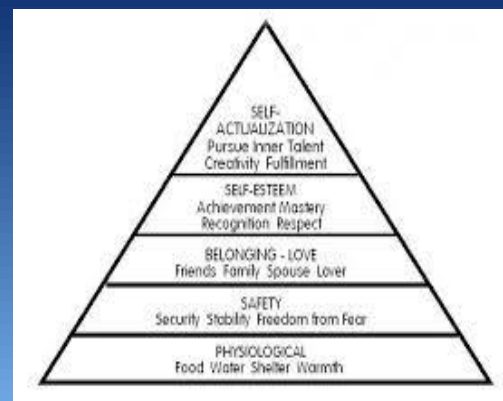 SELF-
ACTUALIZATION
Pursue Inner Talent
Creativity Fulfillment
SELF-ESTEEM
Achievement Mastery
Recognition Respect
BELONGING - LOVE
Friends Family Spouse Lover
SAFETY
Security Stability Freedom from Fear
PHYSIOLOGICAL
Food Water Shelter Warmth